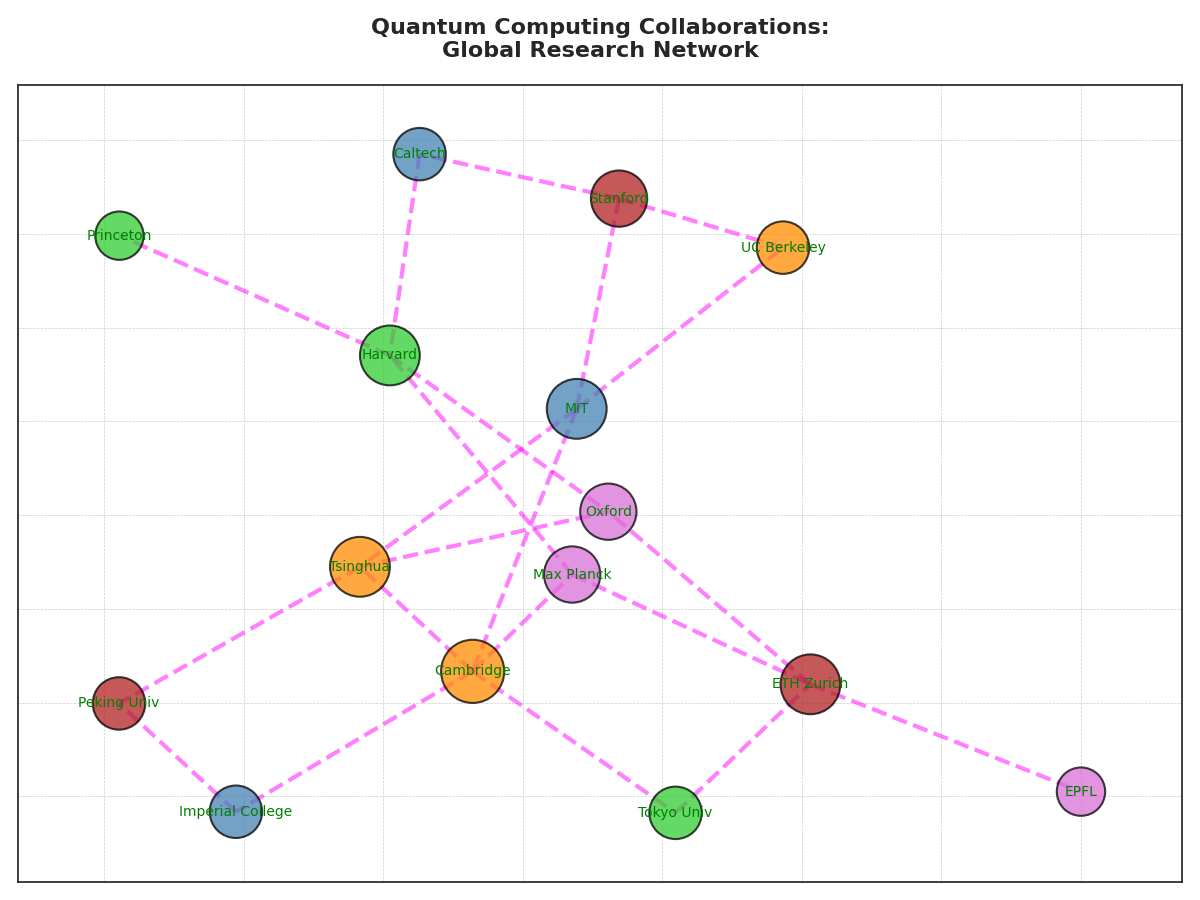 Quantum Computing Collaborations:
Global Research Network
Caltech
Stanford
Princeton
UC Berkeley
Harvard
MIT
Oxford
Tsinghua
Max Planck
Cambridge
ETH Zurich
Peking Univ
EPFL
Imperial College
Tokyo Univ